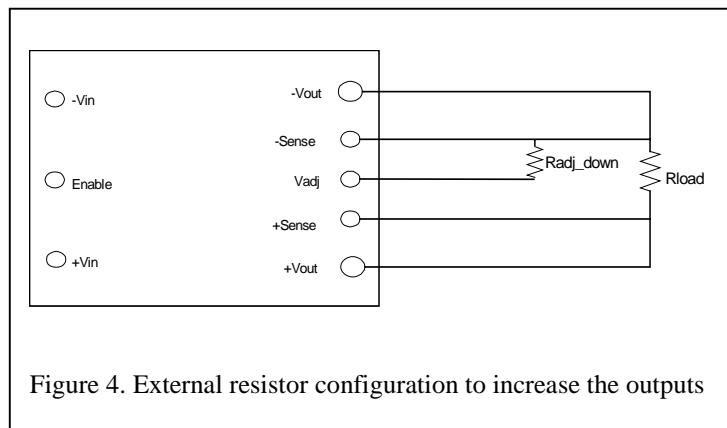 -Vin
-Vout
-Sense
Radj_down
Enable
Vadj
Rload
+Sense
+Vin
+Vout
Figure 4. External resistor configuration to increase the outputs